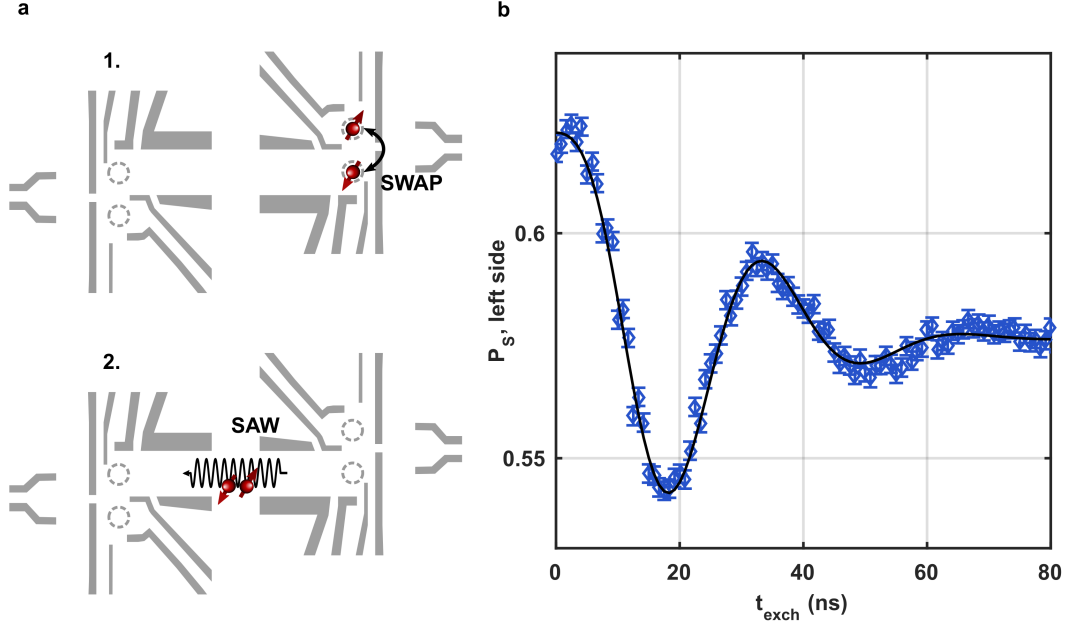 a
1.
SWAP
2.
SAW
b
P_S, left side
0.6
0.55
0 20 40 60 80
t_exch (ns)